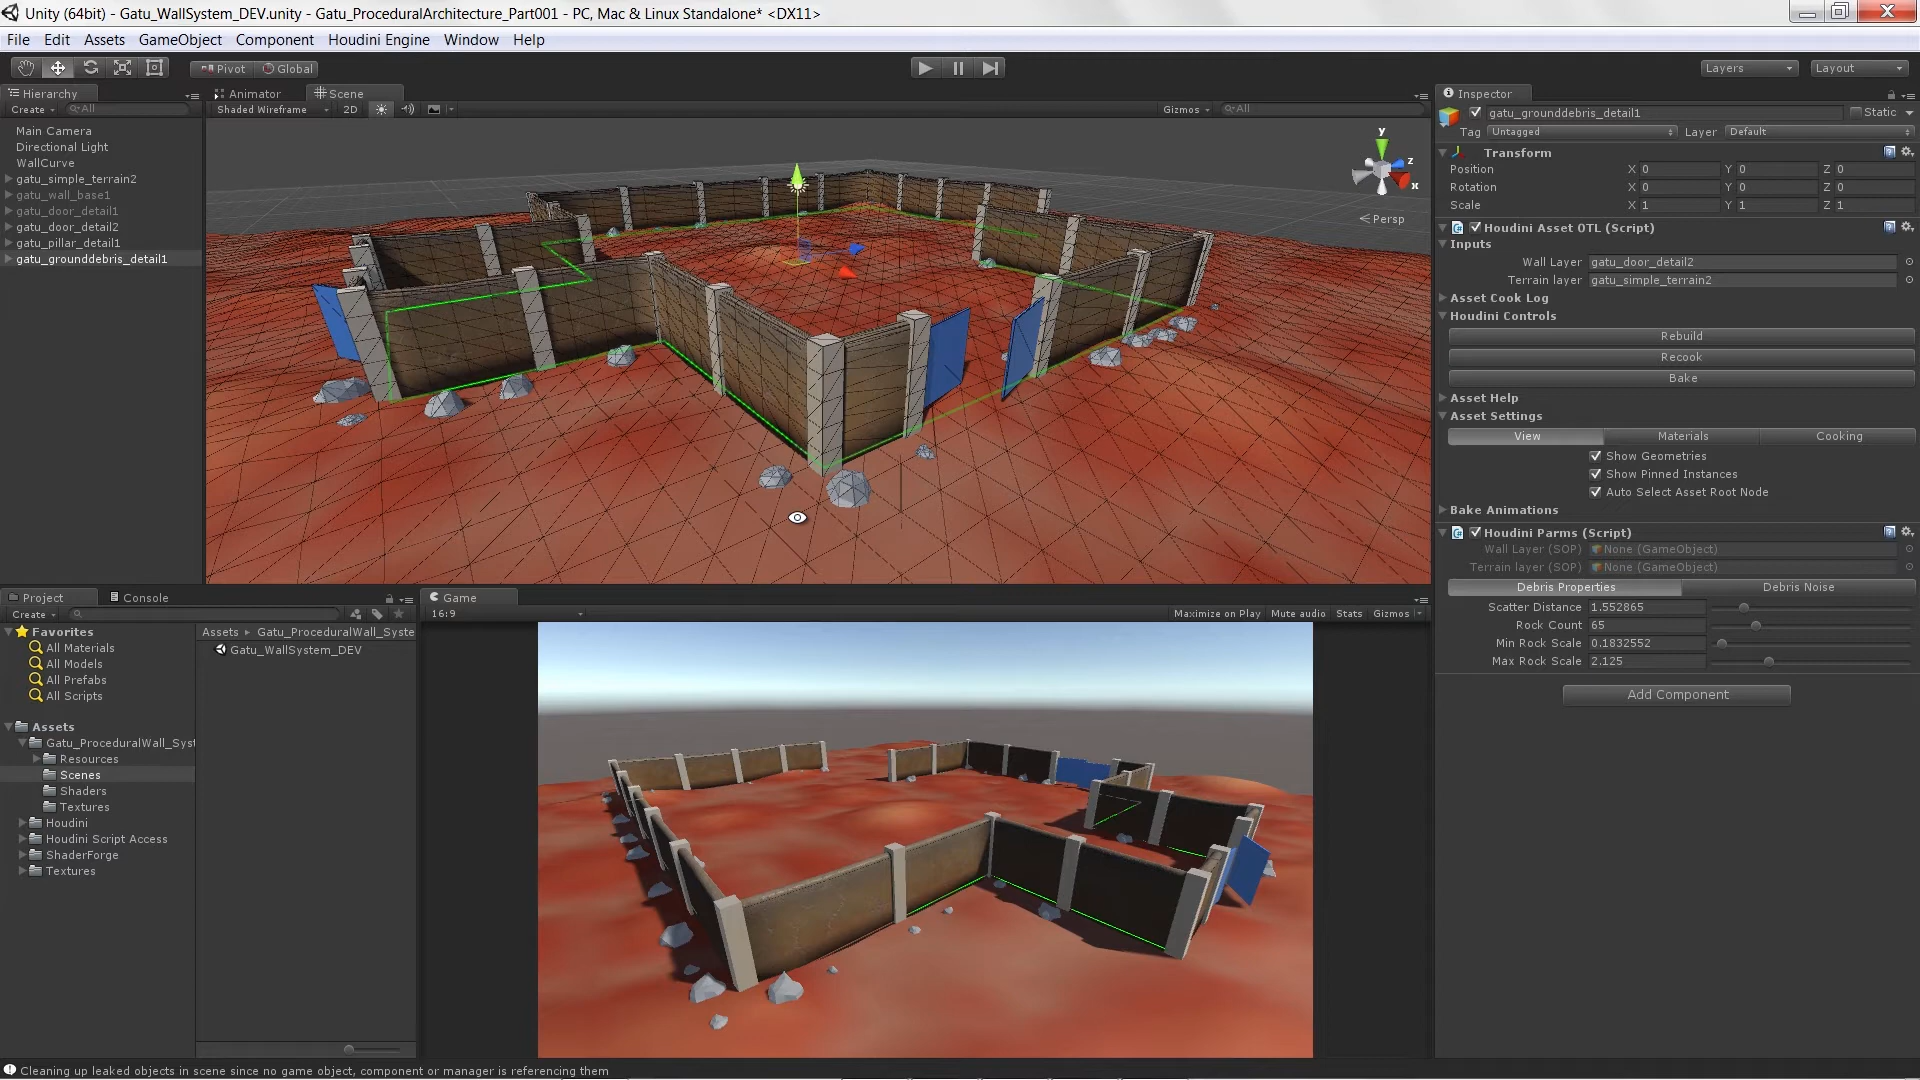 Unity (64bit) - Gatu_WallSystem_DEV.unity - Gatu_ProceduralArchitecture_Part001 - PC, Mac & Linux Standalone* <DX11>
File Edit Assets GameObject Component Houdini Engine Window Help
Pivot Global Layers Layout
Hierarchy
Create All
Main Camera
Directional Light
WallCurve
gatu_simple_terrain2
gatu_wall_base1
gatu_door_detail1
gatu_door_detail2
gatu_pillar_detail1
gatu_grounddebris_detail1
Animator Scene
Shaded Wireframe 2D Gizmos All
y
z
x
Persp
Inspector
gatu_grounddebris_detail1 Static
Tag Untagged Layer Default
Transform
Position X 0 Y 0 Z 0
Rotation X 0 Y 0 Z 0
Scale X 1 Y 1 Z 1
Houdini Asset OTL (Script)
Inputs
Wall Layer gatu_door_detail2
Terrain layer gatu_simple_terrain2
Asset Cook Log
Houdini Controls
Rebuild
Recook
Bake
Asset Help
Asset Settings
View Materials Cooking
Show Geometries
Show Pinned Instances
Auto Select Asset Root Node
Bake Animations
Houdini Parms (Script)
Wall Layer (SOP) None (GameObject)
Terrain layer (SOP) None (GameObject)
Debris Properties Debris Noise
Scatter Distance 1.552865
Rock Count 65
Min Rock Scale 0.1832552
Max Rock Scale 2.125
Add Component
Project Console
Create
Favorites
All Materials
All Models
All Prefabs
All Scripts
Assets
Gatu_ProceduralWall_Syst
Resources
Scenes
Shaders
Textures
Houdini
Houdini Script Access
ShaderForge
Textures
Assets Gatu_ProceduralWall_Syste
Gatu_WallSystem_DEV
Game
16:9 Maximize on Play Mute audio Stats Gizmos
Cleaning up leaked objects in scene since no game object, component or manager is referencing them